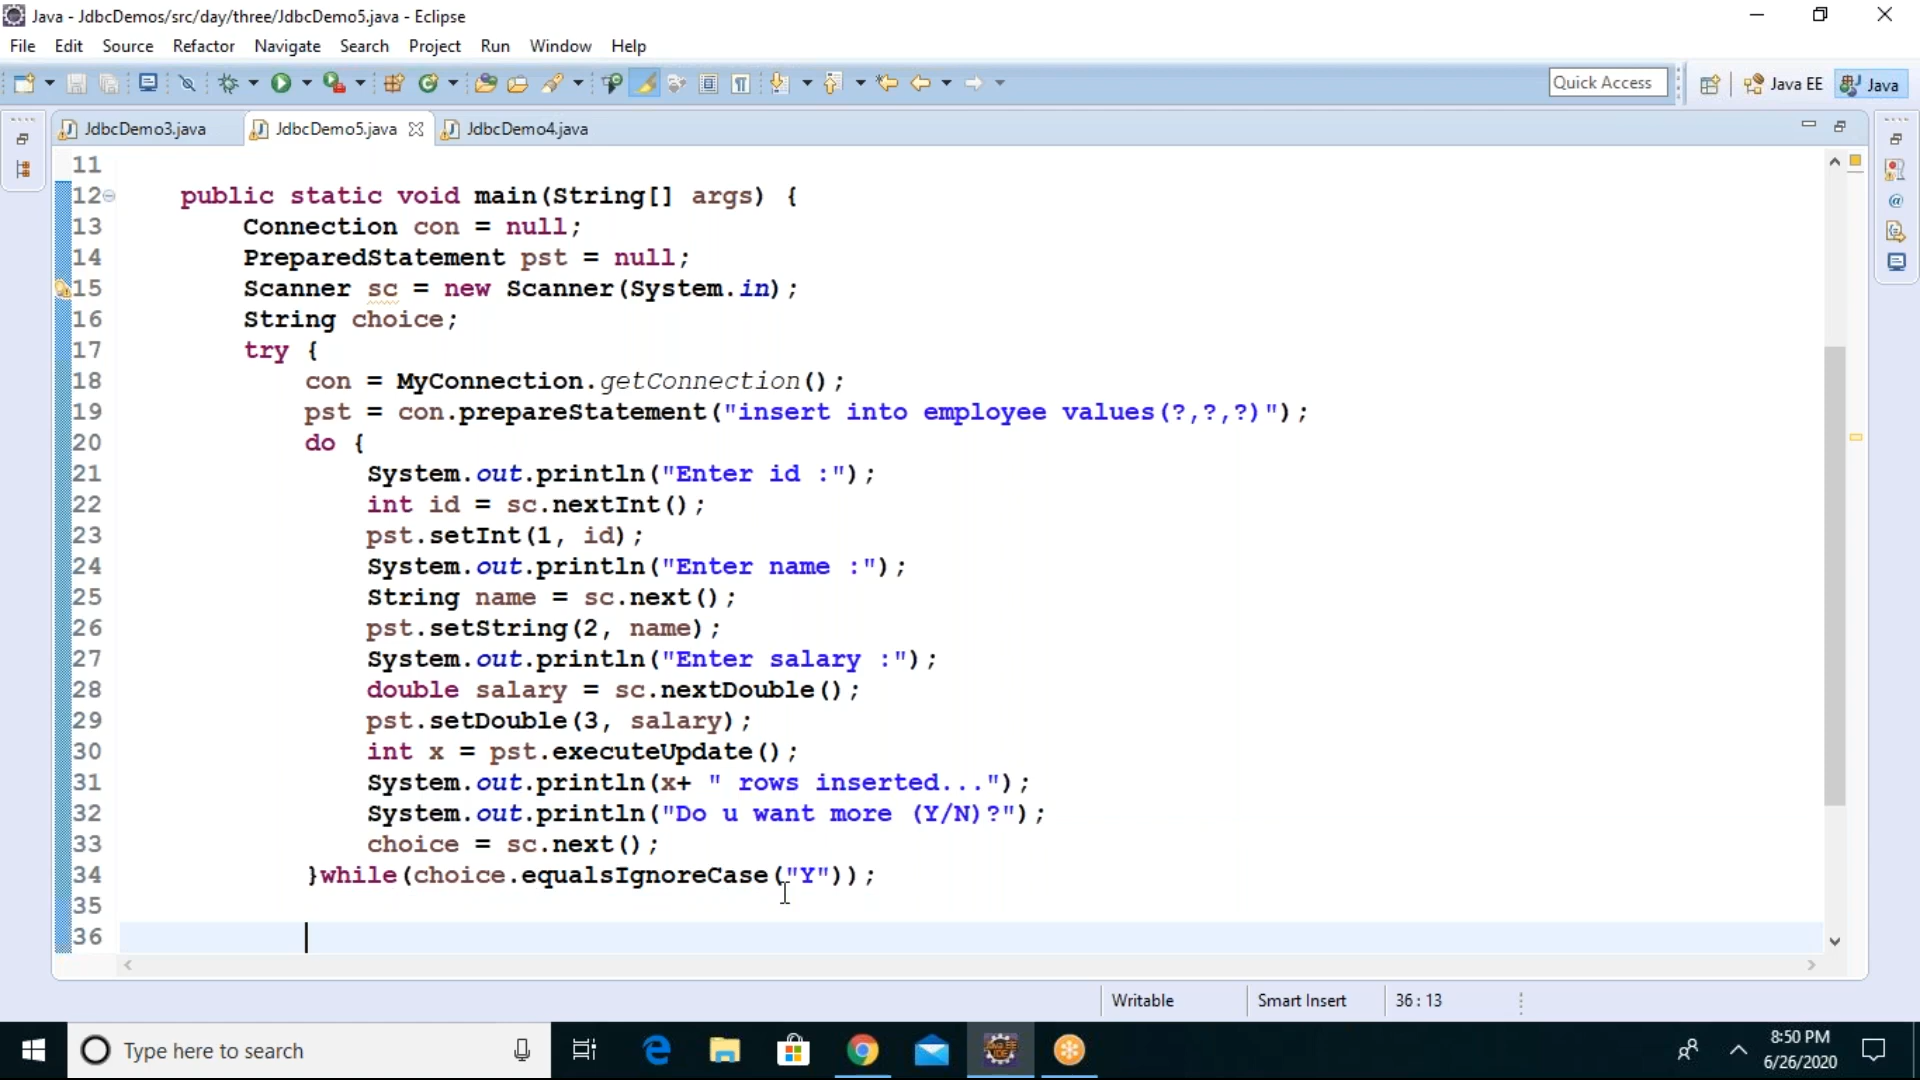 Java - JdbcDemos/src/day/three/JdbcDemo5.java - Eclipse
File Edit Source Refactor Navigate Search Project Run Window Help
Quick Access Java EE Java
JdbcDemo3.java JdbcDemo5.java JdbcDemo4.java
11
12 public static void main(String[] args) {
13 Connection con = null;
14 PreparedStatement pst = null;
15 Scanner sc = new Scanner(System.in);
16 String choice;
17 try {
18 con = MyConnection.getConnection();
19 pst = con.prepareStatement("insert into employee values(?,?,?)");
20 do {
21 System.out.println("Enter id :");
22 int id = sc.nextInt();
23 pst.setInt(1, id);
24 System.out.println("Enter name :");
25 String name = sc.next();
26 pst.setString(2, name);
27 System.out.println("Enter salary :");
28 double salary = sc.nextDouble();
29 pst.setDouble(3, salary);
30 int x = pst.executeUpdate();
31 System.out.println(x+ " rows inserted...");
32 System.out.println("Do u want more (Y/N)?");
33 choice = sc.next();
34 }while(choice.equalsIgnoreCase("Y"));
35
36
Writable Smart Insert 36 : 13
Type here to search
8:50 PM
6/26/2020